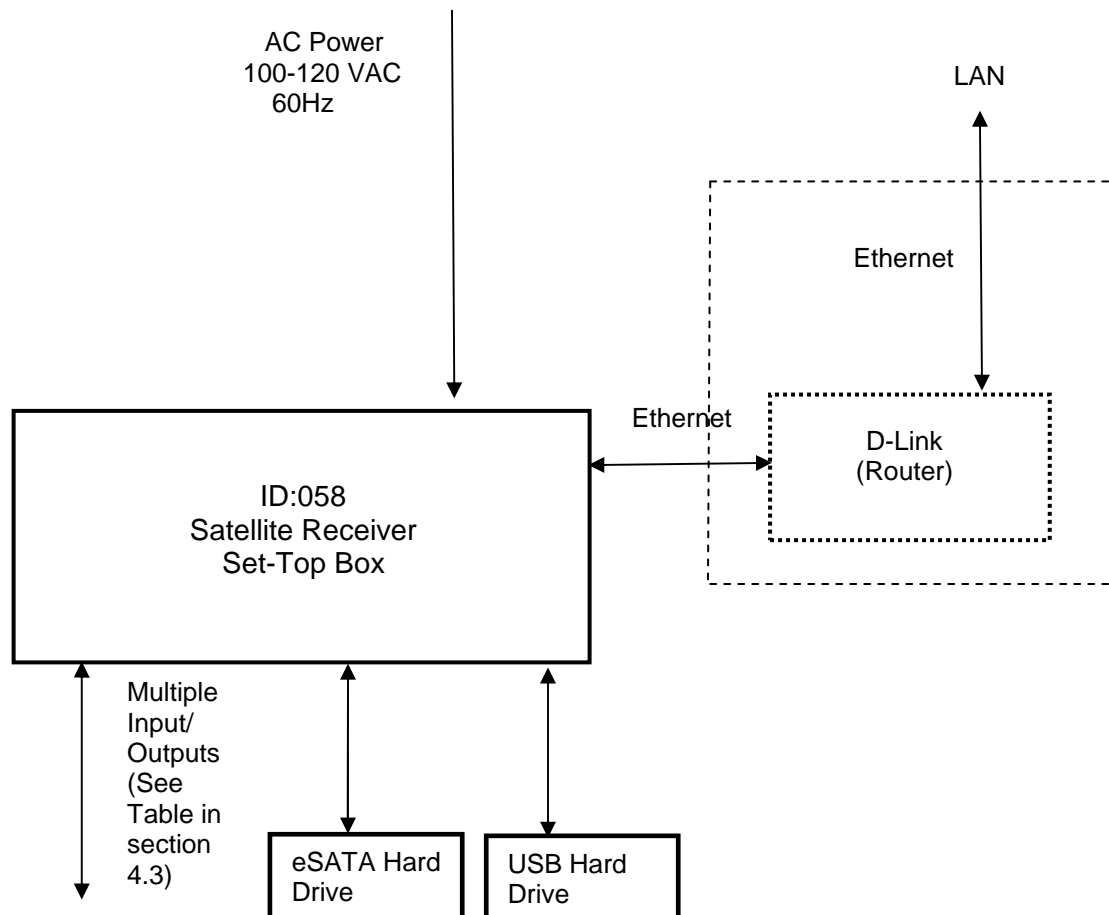 AC Power
100-120 VAC
60Hz
LAN
Ethernet
Ethernet
D-Link
(Router)
ID:058
Satellite Receiver
Set-Top Box
Multiple
Input/
Outputs
(See
Table in
section
4.3)
eSATA Hard
Drive
USB Hard
Drive